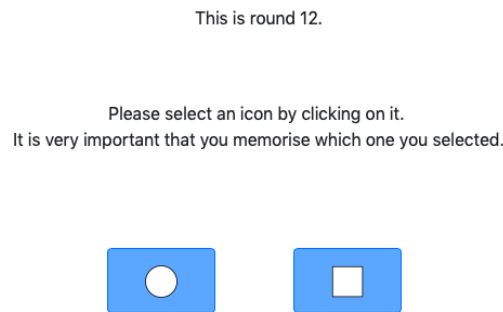 This is round 12.
Please select an icon by clicking on it.
It is very important that you memorise which one you selected.